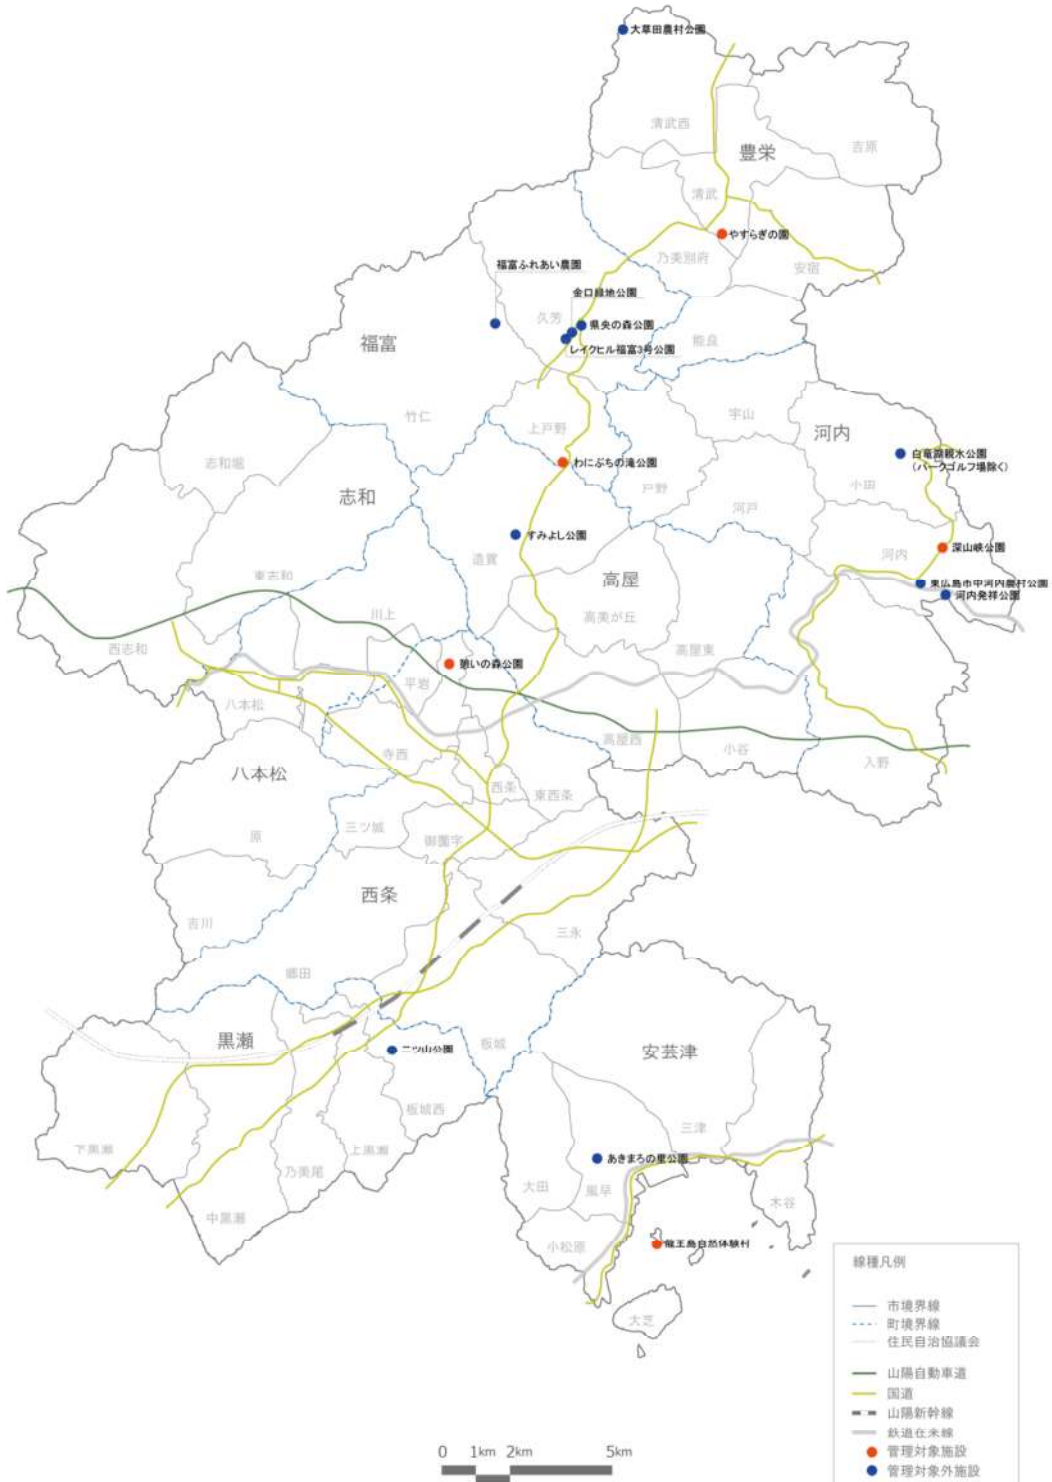 大草田農村公園
清武西
豊栄
吉原
清武
やすらぎの園
乃美別府
安宿
福富ふれあい農園
金口緑地公園
久芳
県央の森公園
福富
レイクヒル福富3号公園
能良
竹仁
上戸野
宇山
河内
志和堀
わにぶちの滝公園
白竜湖親水公園
(パークゴルフ場除く)
志和
戸野
小田
河戸
すみよし公園
造賀
河内
深山峡公園
高屋
東志和
東広島市中河内農村公園
河内発祥公園
川上
高美が丘
西志和
高屋東
憩いの森公園
平岩
八本松
高屋西
小谷
寺西
入野
八本松
西条
東西条
三ツ城
御薗宇
原
西条
吉川
三永
郷田
黒瀬
板城
安芸津
二ツ山公園
板城西
三津
下黒瀬
上黒瀬
あきまろの里公園
乃美尾
大田
風早
木谷
中黒瀬
小松原
龍王島自然体験村
大芝
線種凡例
市境界線
町境界線
住民自治協議会
山陽自動車道
国道
山陽新幹線
鉄道在来線
管理対象施設
管理対象外施設
0 1km 2km 5km